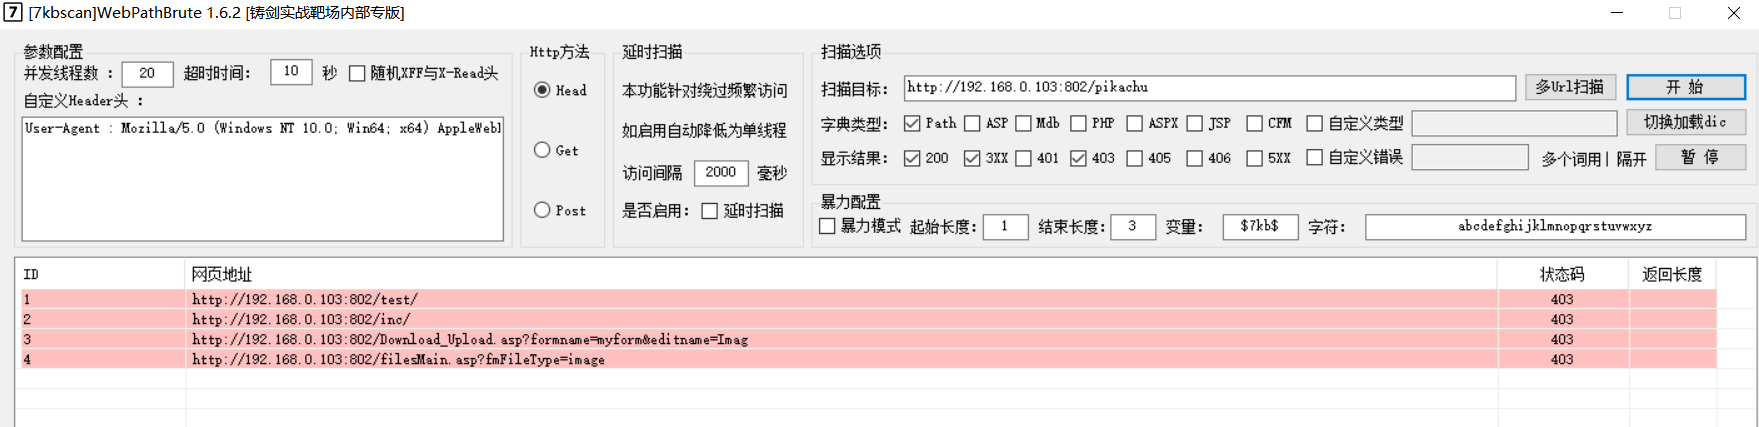 [7kbscan]WebPathBrute 1.6.2 [铸剑实战靶场内部专版]
参数配置
并发线程数 : 20 超时时间: 10 秒 随机XFF与X-Read头
自定义Header头 :
User-Agent : Mozilla/5.0 (Windows NT 10.0; Win64; x64) AppleWebl
Http方法
Head
Get
Post
延时扫描
本功能针对绕过频繁访问
如启用自动降低为单线程
访问间隔 2000 毫秒
是否启用: 延时扫描
扫描选项
扫描目标: http://192.168.0.103:802/pikachu 多Url扫描 开 始
字典类型: Path ASP Mdb PHP ASPX JSP CFM 自定义类型 切换加载dic
显示结果: 200 3XX 401 403 405 406 5XX 自定义错误 多个词用| 隔开 暂 停
暴力配置
暴力模式 起始长度: 1 结束长度: 3 变量: $7kb$ 字符: abcdefghijklmnopqrstuvwxyz
ID 网页地址 状态码 返回长度
1 http://192.168.0.103:802/test/ 403
2 http://192.168.0.103:802/inc/ 403
3 http://192.168.0.103:802/Download_Upload.asp?formname=myform&editname=Imag 403
4 http://192.168.0.103:802/filesMain.asp?fmFileType=image 403